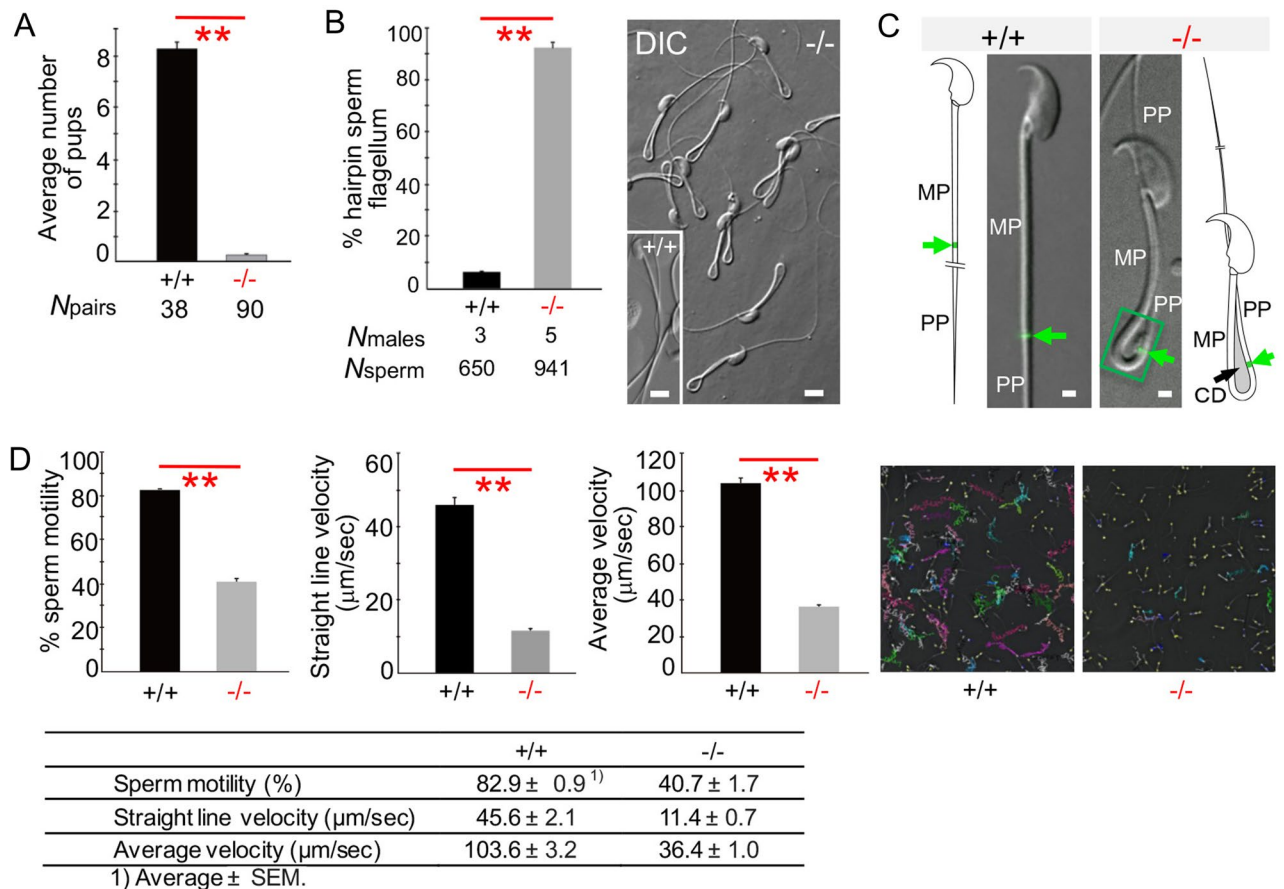 A
**
Average number
of pups
8
6
4
2
0
+/+ -/-
Npairs 38 90
B
**
% hairpin sperm
flagellum
100
80
60
40
20
0
+/+ -/-
Nmales 3 5
Nsperm 650 941
DIC -/-
+/+
C
+/+ -/-
MP
PP
MP
PP
PP
MP
PP
PP
MP
CD
D
% sperm motility
100
80
60
40
20
0
**
+/+ -/-
Straight line velocity
(µm/sec)
60
40
20
0
**
+/+ -/-
Average velocity
(µm/sec)
120
100
80
60
40
20
0
**
+/+ -/-
+/+ -/-
+/+ -/-
Sperm motility (%) 82.9 ± 0.9 1) 40.7 ± 1.7
Straight line velocity (µm/sec) 45.6 ± 2.1 11.4 ± 0.7
Average velocity (µm/sec) 103.6 ± 3.2 36.4 ± 1.0
1) Average ± SEM.